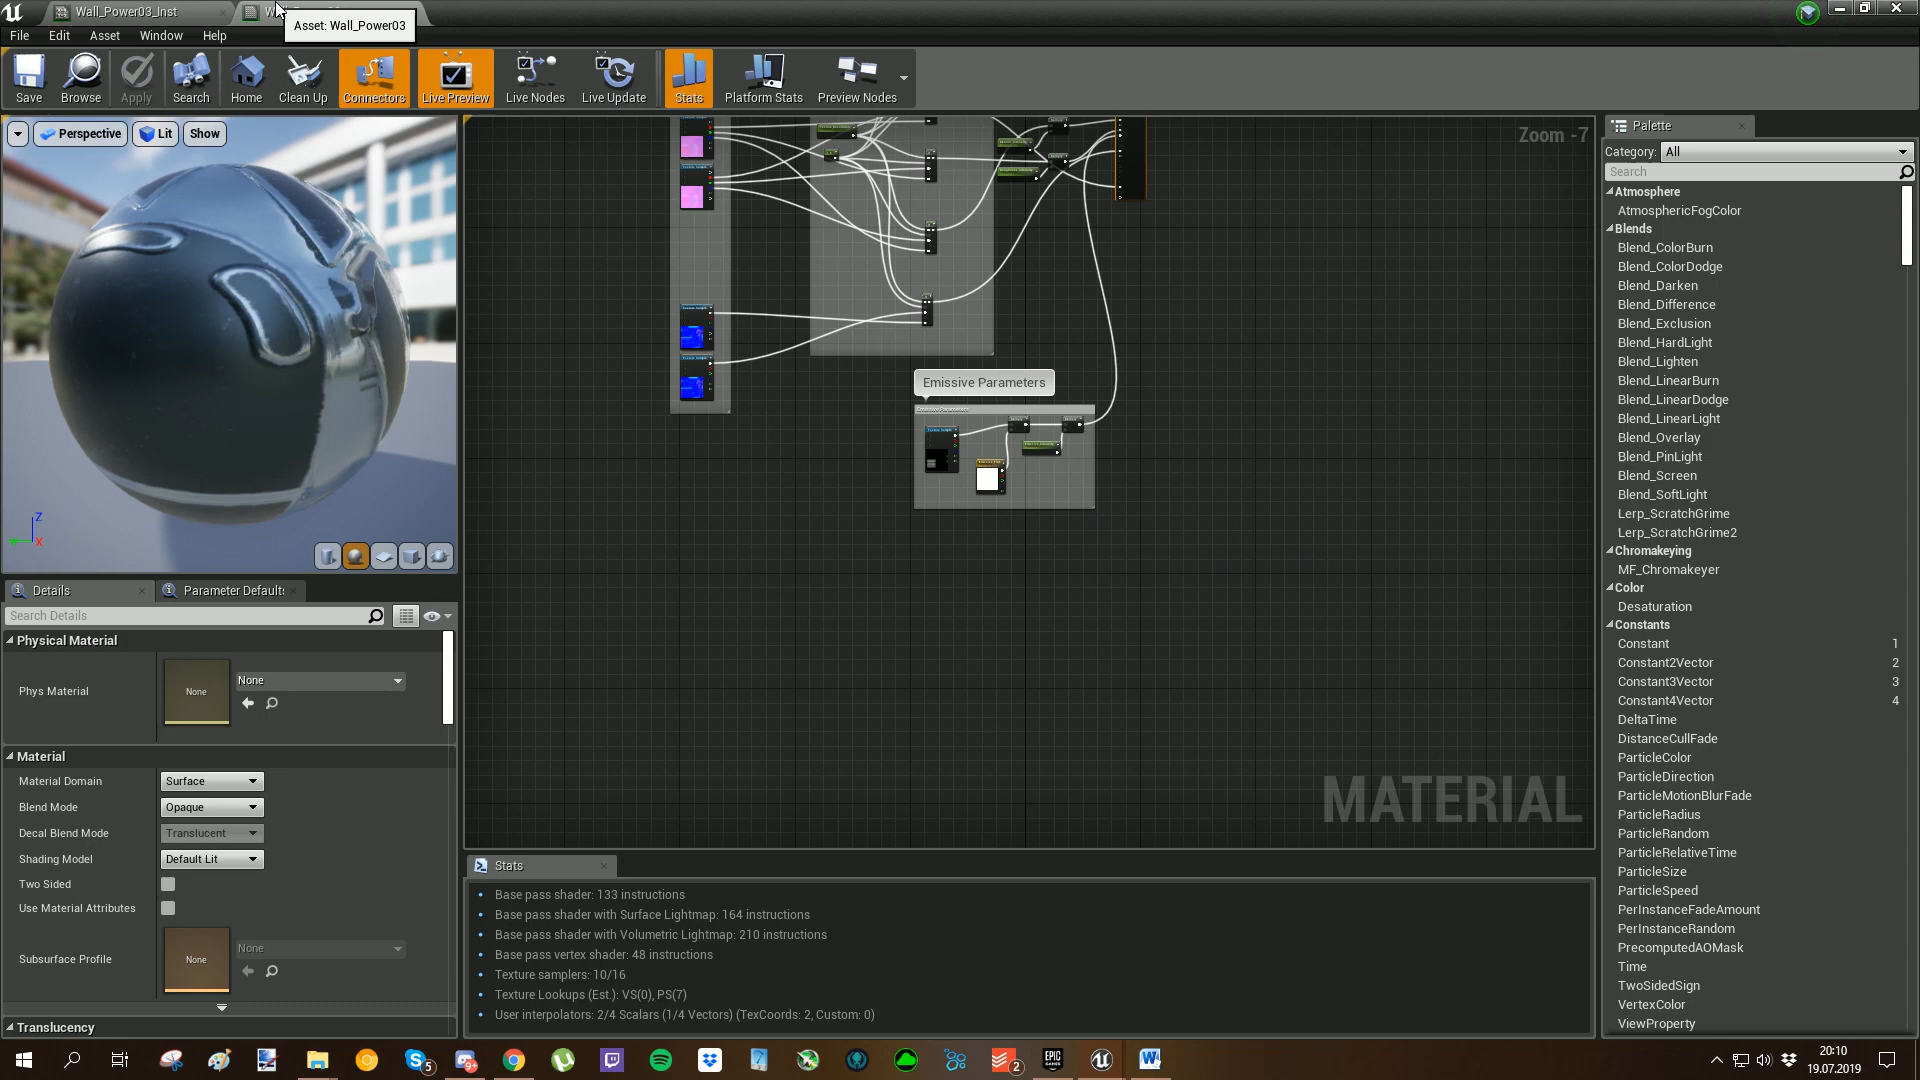 Wall_Power03_Inst
Asset: Wall_Power03
File Edit Asset Window Help
Save Browse Apply Search Home Clean Up Connectors Live Preview Live Nodes Live Update Stats Platform Stats Preview Nodes
Perspective Lit Show
Zoom -7
Z
X
Emissive Parameters
Emissive Parameters
MATERIAL
Details
Parameter Defaults
Search Details
Physical Material
Phys Material
None
None
Material
Material Domain
Surface
Blend Mode
Opaque
Decal Blend Mode
Translucent
Shading Model
Default Lit
Two Sided
Use Material Attributes
Subsurface Profile
None
None
Translucency
Stats
Base pass shader: 133 instructions
Base pass shader with Surface Lightmap: 164 instructions
Base pass shader with Volumetric Lightmap: 210 instructions
Base pass vertex shader: 48 instructions
Texture samplers: 10/16
Texture Lookups (Est.): VS(0), PS(7)
User interpolators: 2/4 Scalars (1/4 Vectors) (TexCoords: 2, Custom: 0)
Palette
Category: All
Search
Atmosphere
AtmosphericFogColor
Blends
Blend_ColorBurn
Blend_ColorDodge
Blend_Darken
Blend_Difference
Blend_Exclusion
Blend_HardLight
Blend_Lighten
Blend_LinearBurn
Blend_LinearDodge
Blend_LinearLight
Blend_Overlay
Blend_PinLight
Blend_Screen
Blend_SoftLight
Lerp_ScratchGrime
Lerp_ScratchGrime2
Chromakeying
MF_Chromakeyer
Color
Desaturation
Constants
Constant 1
Constant2Vector 2
Constant3Vector 3
Constant4Vector 4
DeltaTime
DistanceCullFade
ParticleColor
ParticleDirection
ParticleMotionBlurFade
ParticleRadius
ParticleRandom
ParticleRelativeTime
ParticleSize
ParticleSpeed
PerInstanceFadeAmount
PerInstanceRandom
PrecomputedAOMask
Time
TwoSidedSign
VertexColor
ViewProperty
5
9+
2
EPIC GAMES
20:10
19.07.2019